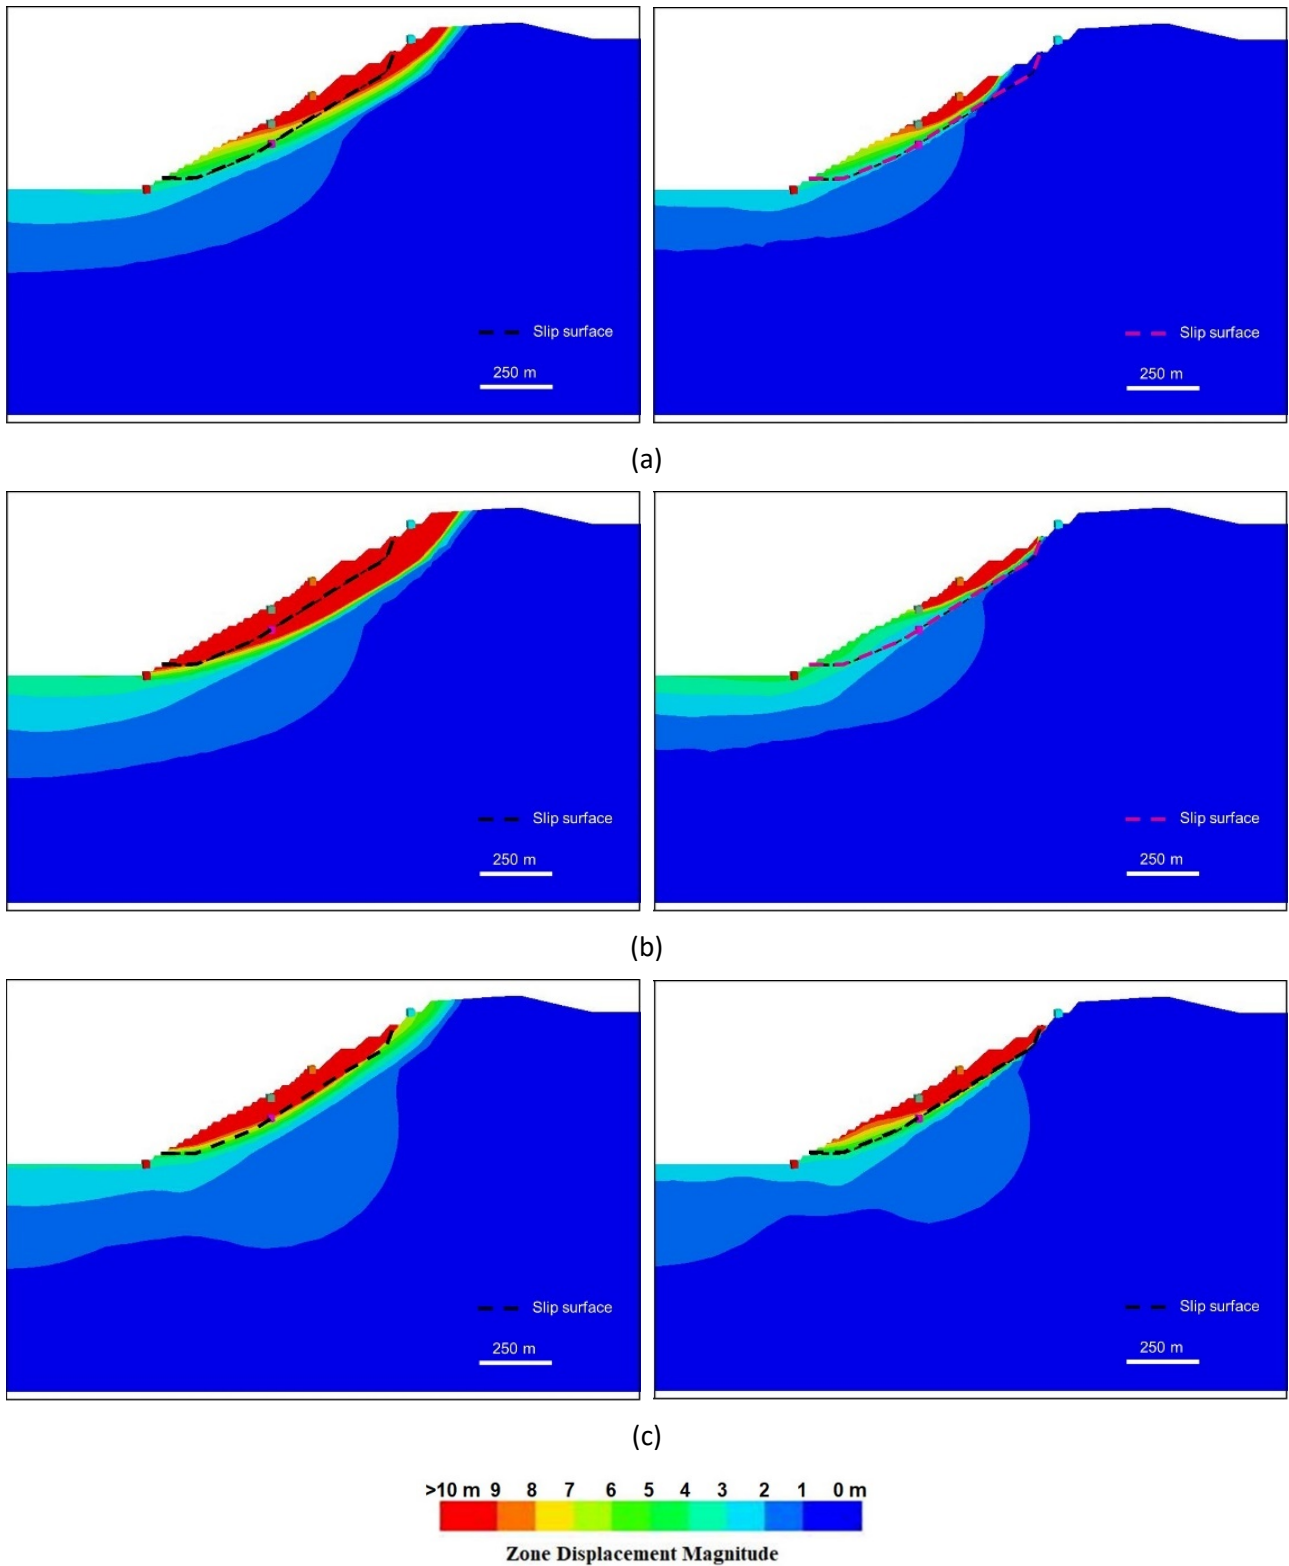 Slip surface
250 m
Slip surface
250 m
(a)
Slip surface
250 m
Slip surface
250 m
(b)
Slip surface
250 m
Slip surface
250 m
(c)
>10 m 9 8 7 6 5 4 3 2 1 0 m
Zone Displacement Magnitude